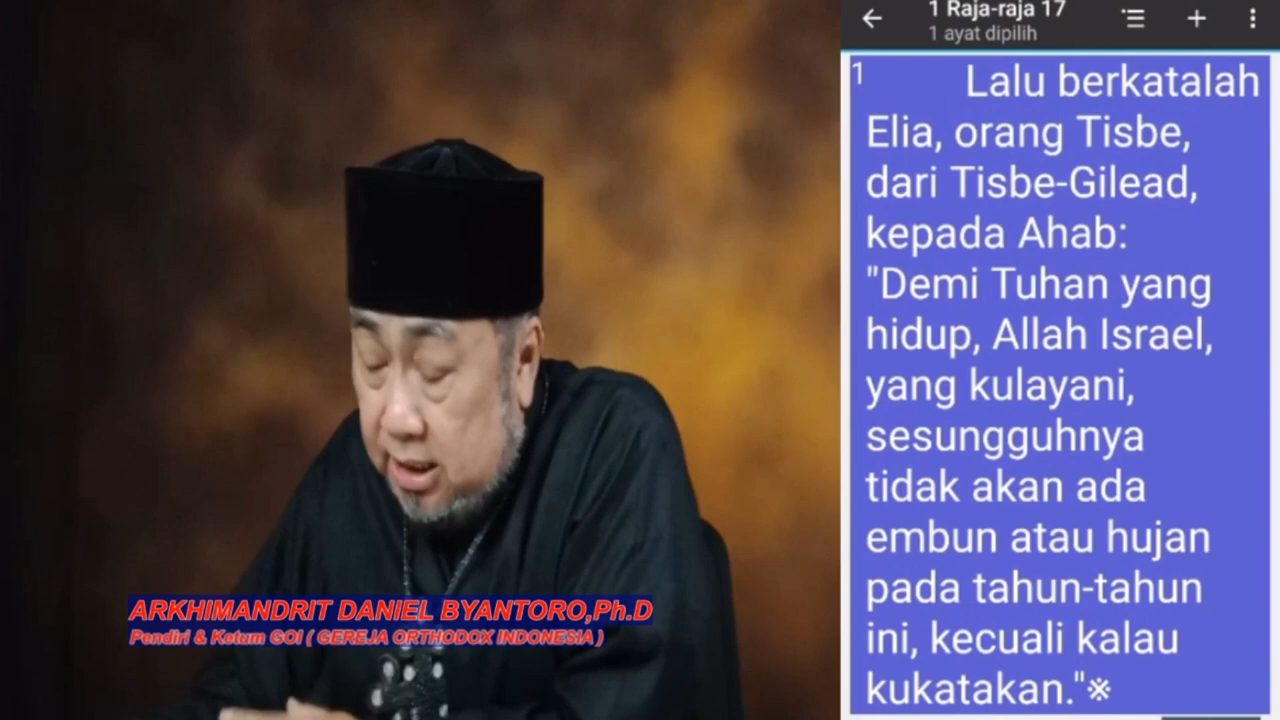 ARKHIMANDRIT DANIEL BYANTORO,Ph.D
Pendiri & Ketum GOI ( GEREJA ORTHODOX INDONESIA )
1 Raja-raja 17
1 ayat dipilih
1 Lalu berkatalah
Elia, orang Tisbe,
dari Tisbe-Gilead,
kepada Ahab:
"Demi Tuhan yang
hidup, Allah Israel,
yang kulayani,
sesungguhnya
tidak akan ada
embun atau hujan
pada tahun-tahun
ini, kecuali kalau
kukatakan."※